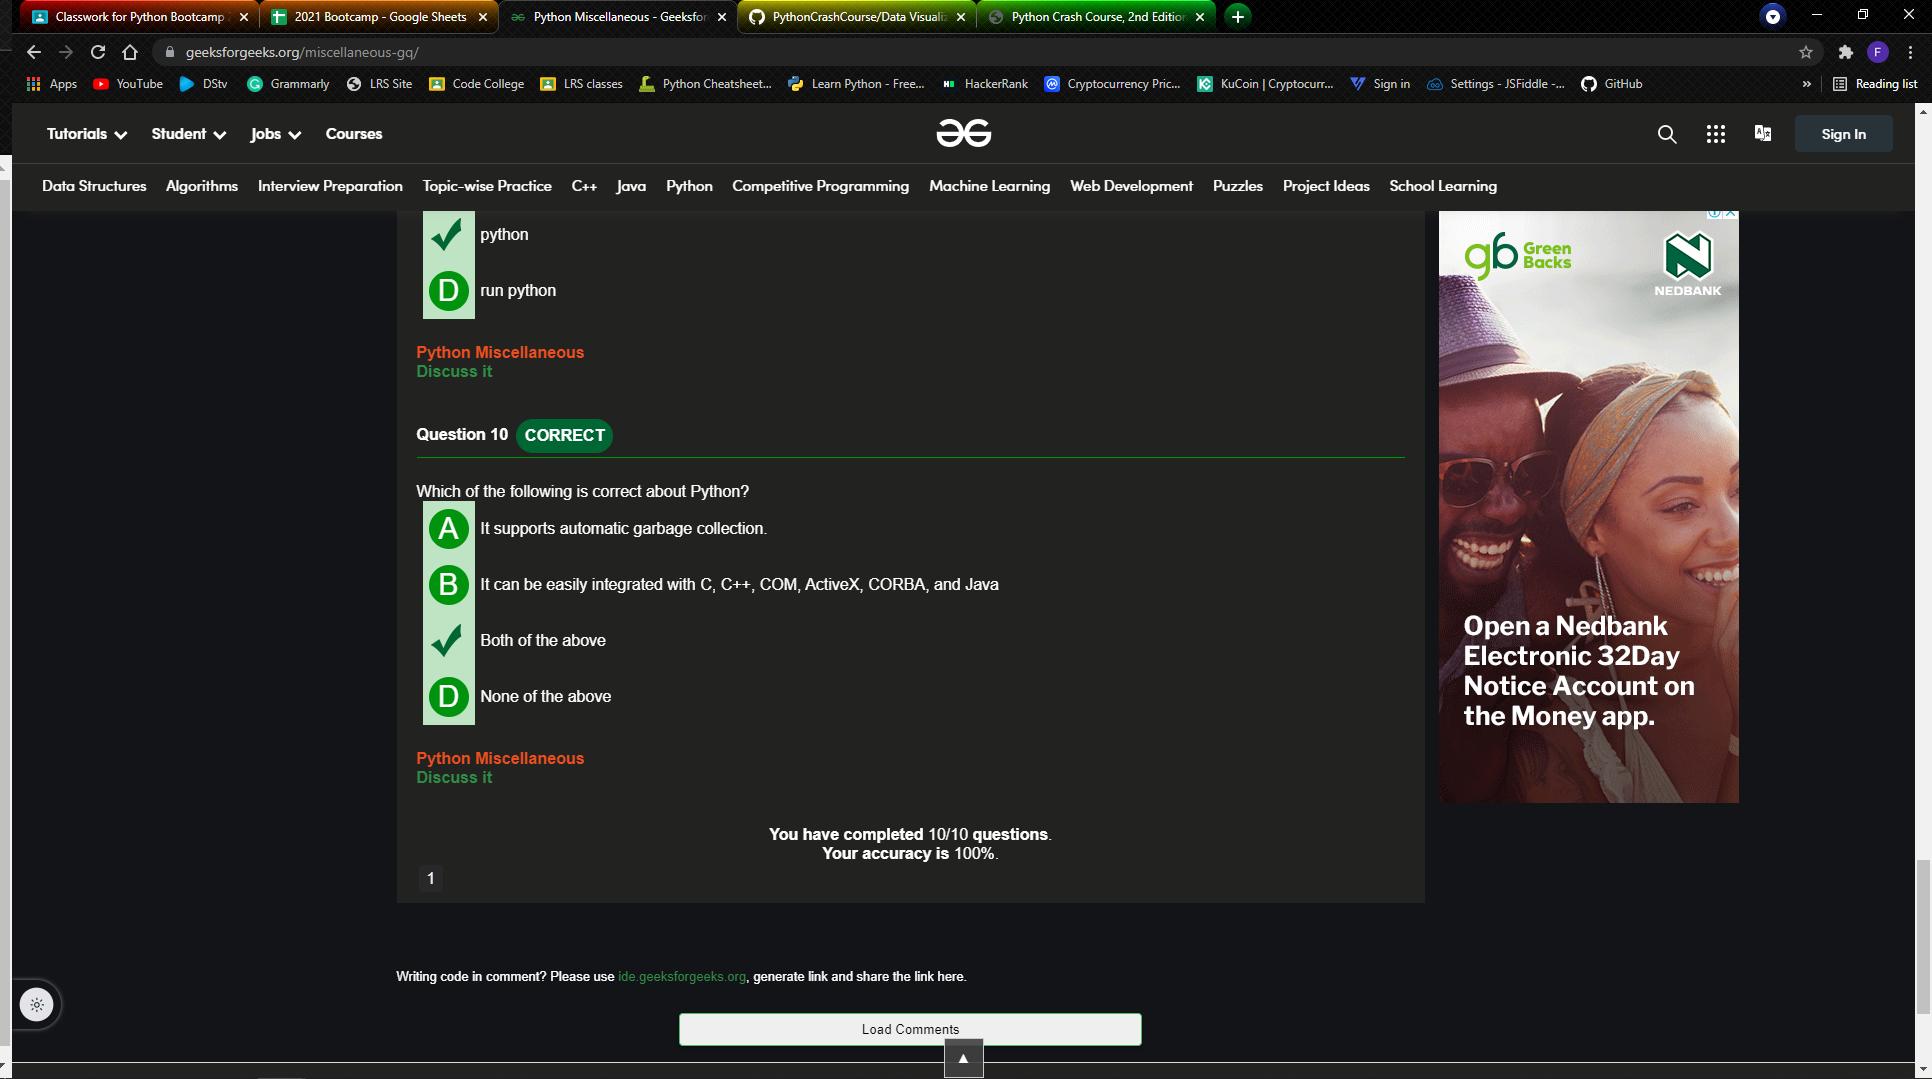 Classwork for Python Bootcamp
2021 Bootcamp - Google Sheets
Python Miscellaneous - Geeksfor
PythonCrashCourse/Data Visuali
Python Crash Course, 2nd Edition
geeksforgeeks.org/miscellaneous-gq/
F
Apps
YouTube
DStv
Grammarly
LRS Site
Code College
LRS classes
Python Cheatsheet...
Learn Python - Free...
HackerRank
Cryptocurrency Pric...
KuCoin | Cryptocurr...
Sign in
Settings - JSFiddle -...
GitHub
»
Reading list
Tutorials
Student
Jobs
Courses
Sign In
Data Structures
Algorithms
Interview Preparation
Topic-wise Practice
C++
Java
Python
Competitive Programming
Machine Learning
Web Development
Puzzles
Project Ideas
School Learning
python
D run python
Python Miscellaneous
Discuss it
Question 10 CORRECT
Which of the following is correct about Python?
A It supports automatic garbage collection.
B It can be easily integrated with C, C++, COM, ActiveX, CORBA, and Java
Both of the above
D None of the above
Python Miscellaneous
Discuss it
You have completed 10/10 questions.
Your accuracy is 100%.
1
Writing code in comment? Please use ide.geeksforgeeks.org, generate link and share the link here.
Load Comments
gb Green
Backs
NEDBANK
Open a Nedbank
Electronic 32Day
Notice Account on
the Money app.